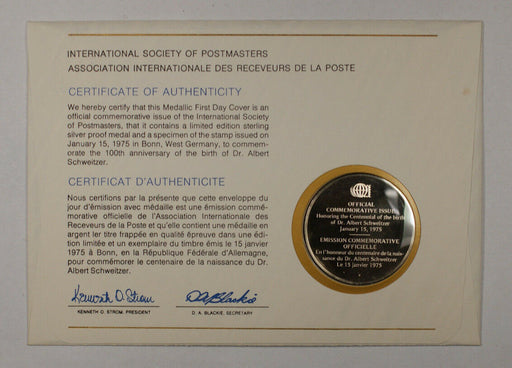 INTERNATIONAL SOCIETY OF POSTMASTERS
ASSOCIATION INTERNATIONALE DES RECEVEURS DE LA POSTE
CERTIFICATE OF AUTHENTICITY
We hereby certify that this Medallic First Day Cover is an
official commemorative issue of the International Society
of Postmasters, that it contains a limited edition sterling
silver proof medal and a specimen of the stamp issued on
January 15, 1975 in Bonn, West Germany, to commem-
orate the 100th anniversary of the birth of Dr. Albert
Schweitzer.
CERTIFICAT D'AUTHENTICITE
Nous certifions par la présente que cette enveloppe du
jour d'émission avec médaille est une émission commé-
morative officielle de l'Association Internationale des
Receveurs de la Poste et qu'elle contient une médaille en
argent 1er titre frappée en qualité épreuve dans une édi-
tion limitée et un exemplaire du timbre émis le 15 janvier
1975 à Bonn, en la République Fédérale d'Allemagne,
pour commémorer le centenaire de la naissance du Dr.
Albert Schweitzer.
Kenneth O. Strom
D A Blackie
KENNETH O. STROM, PRESIDENT
D. A. BLACKIE, SECRETARY
OFFICIAL
COMMEMORATIVE ISSUE
Honoring the Centennial of the birth
of Dr. Albert Schweitzer
January 15, 1975
EMISSION COMMEMORATIVE
OFFICIELLE
En l'honneur du centenaire de la nais-
sance du Dr. Albert Schweitzer
Le 15 janvier 1975